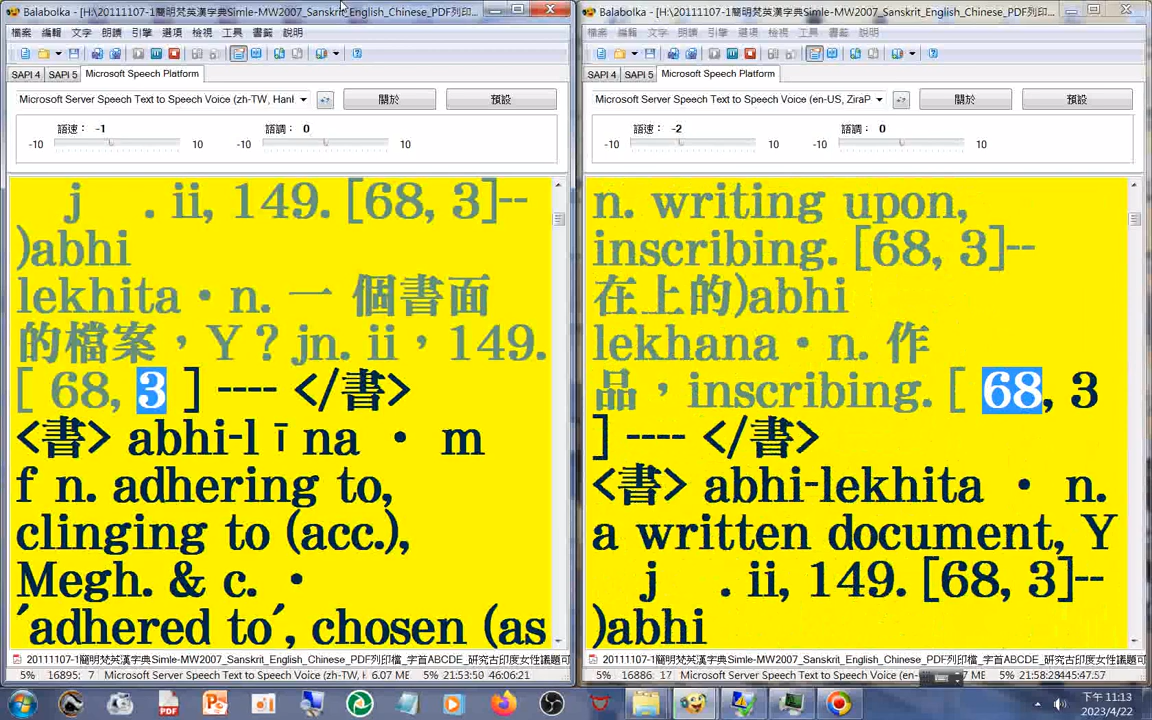 Balabolka - [H:\20111107-1簡明梵英漢字典Simle-MW2007_Sanskrit_English_Chinese_PDF列印...
檔案 編輯 文字 朗讀 引擎 選項 檢視 工具 書籤 說明
SAPI 4 SAPI 5 Microsoft Speech Platform
Microsoft Server Speech Text to Speech Voice (zh-TW, HanH
關於 預設
語速： -1 語調： 0
-10 10 -10 10
j . ii, 149. [68, 3]--
)abhi
lekhita • n. 一 個書面
的檔案，Y？jn. ii，149.
[ 68, 3 ] ---- </書>
<書> abhi-l ī na • m
f n. adhering to,
clinging to (acc.),
Megh. & c. •
'adhered to', chosen (as
20111107-1簡明梵英漢字典Simle-MW2007_Sanskrit_English_Chinese_PDF列印檔_字首ABCDE_研究古印度女性議題可
5% 16895: 7 Microsoft Server Speech Text to Speech Voice (zh-TW, H 6.07 MB 5% 21:53:50 46:06:21
Balabolka - [H:\20111107-1簡明梵英漢字典Simle-MW2007_Sanskrit_English_Chinese_PDF列印...
檔案 編輯 文字 朗讀 引擎 選項 檢視 工具 書籤 說明
SAPI 4 SAPI 5 Microsoft Speech Platform
Microsoft Server Speech Text to Speech Voice (en-US, ZiraP
關於 預設
語速： -2 語調： 0
-10 10 -10 10
n. writing upon,
inscribing. [68, 3]--
在上的)abhi
lekhana • n. 作
品，inscribing. [ 68, 3
] ---- </書>
<書> abhi-lekhita • n.
a written document, Y
j . ii, 149. [68, 3]--
)abhi
20111107-1簡明梵英漢字典Simle-MW2007_Sanskrit_English_Chinese_PDF列印檔_字首ABCDE_研究古印度女性議題可
5% 16886: 17 Microsoft Server Speech Text to Speech Voice (en-
5% 21:58:28
下午 11:13
2023/4/22